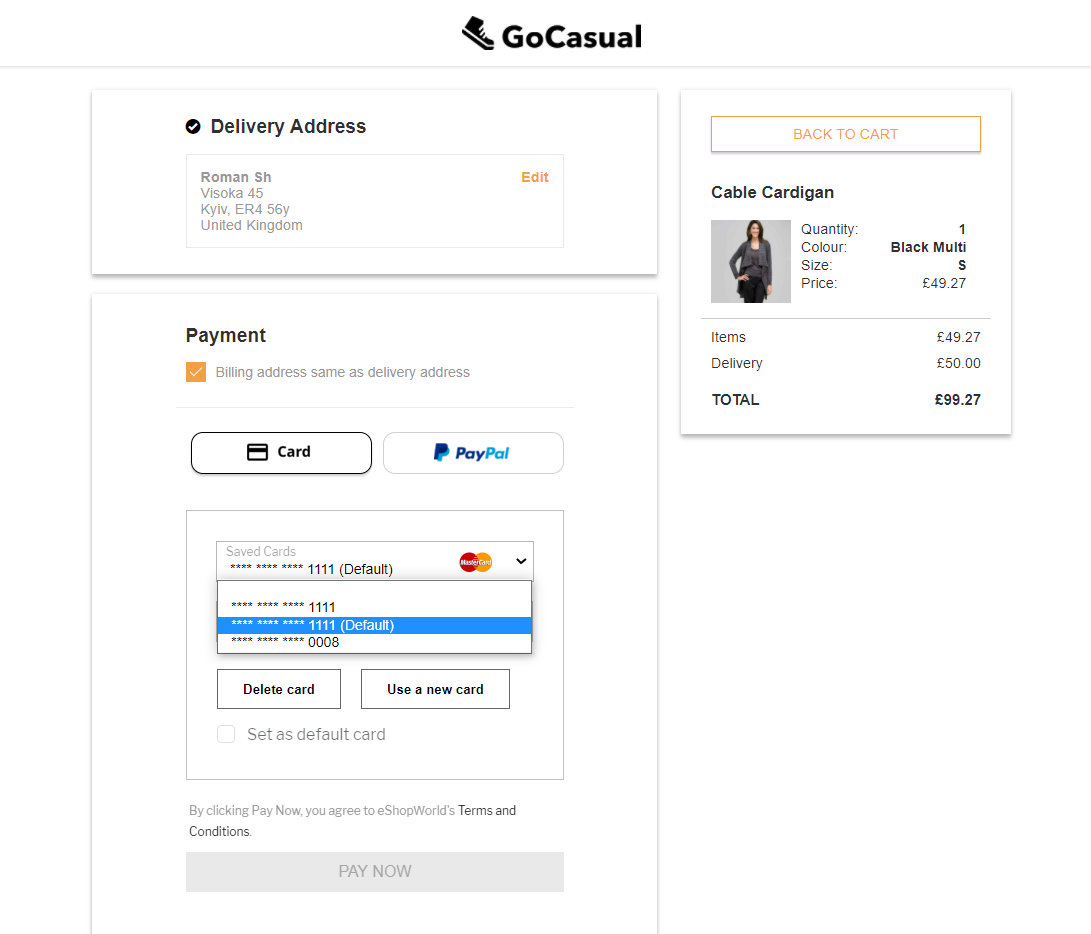 GoCasual
Delivery Address
Roman Sh
Edit
Visoka 45
Kyiv, ER4 56y
United Kingdom
Payment
Billing address same as delivery address
Card
PayPal
Saved Cards
**** **** **** 1111 (Default)
MasterCard
**** **** **** 1111
**** **** **** 1111 (Default)
**** **** **** 0008
Delete card
Use a new card
Set as default card
By clicking Pay Now, you agree to eShopWorld's Terms and
Conditions.
PAY NOW
BACK TO CART
Cable Cardigan
Quantity: 1
Colour: Black Multi
Size: S
Price: £49.27
Items £49.27
Delivery £50.00
TOTAL £99.27